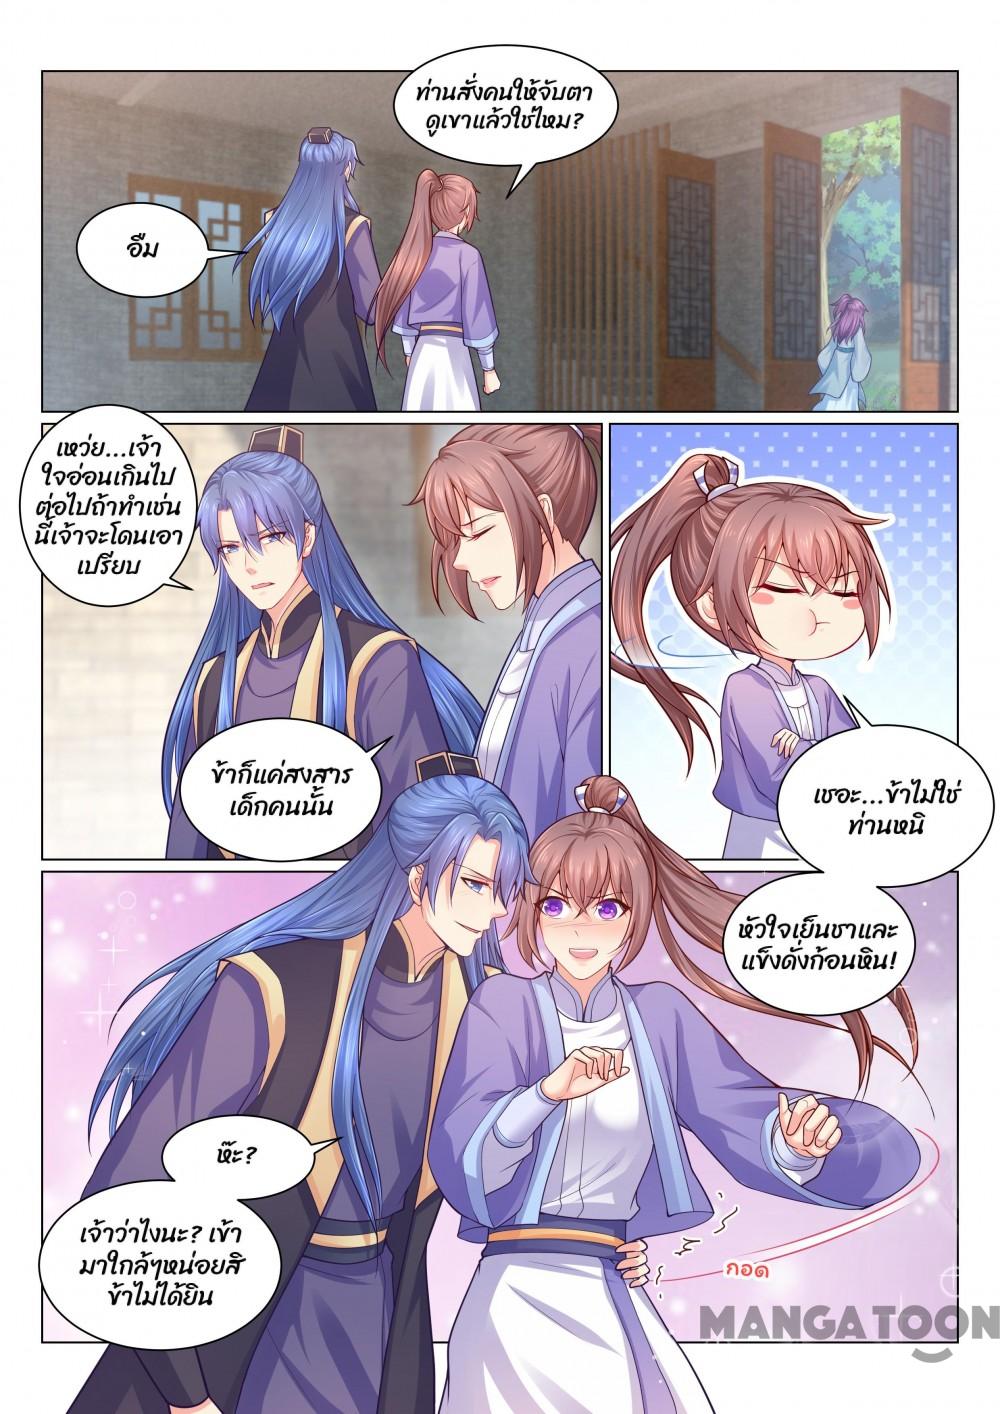 ท่านสั่งคนให้จับตา
ดูเขาแล้วใช่ไหม?
อืม
เหว่ย...เจ้า
ใจอ่อนเกินไป
ต่อไปถ้าทำเช่น
นี้เจ้าจะโดนเอา
เปรียบ
ข้าก็แค่สงสาร
เด็กคนนั้น
เชอะ...ข้าไม่ใช่
ท่านหนิ
หัวใจเย็นชาและ
แข็งดั่งก้อนหิน!
ห๊ะ?
เจ้าว่าไงนะ? เข้า
มาใกล้ๆหน่อยสิ
ข้าไม่ได้ยิน
กอด
MANGATOON